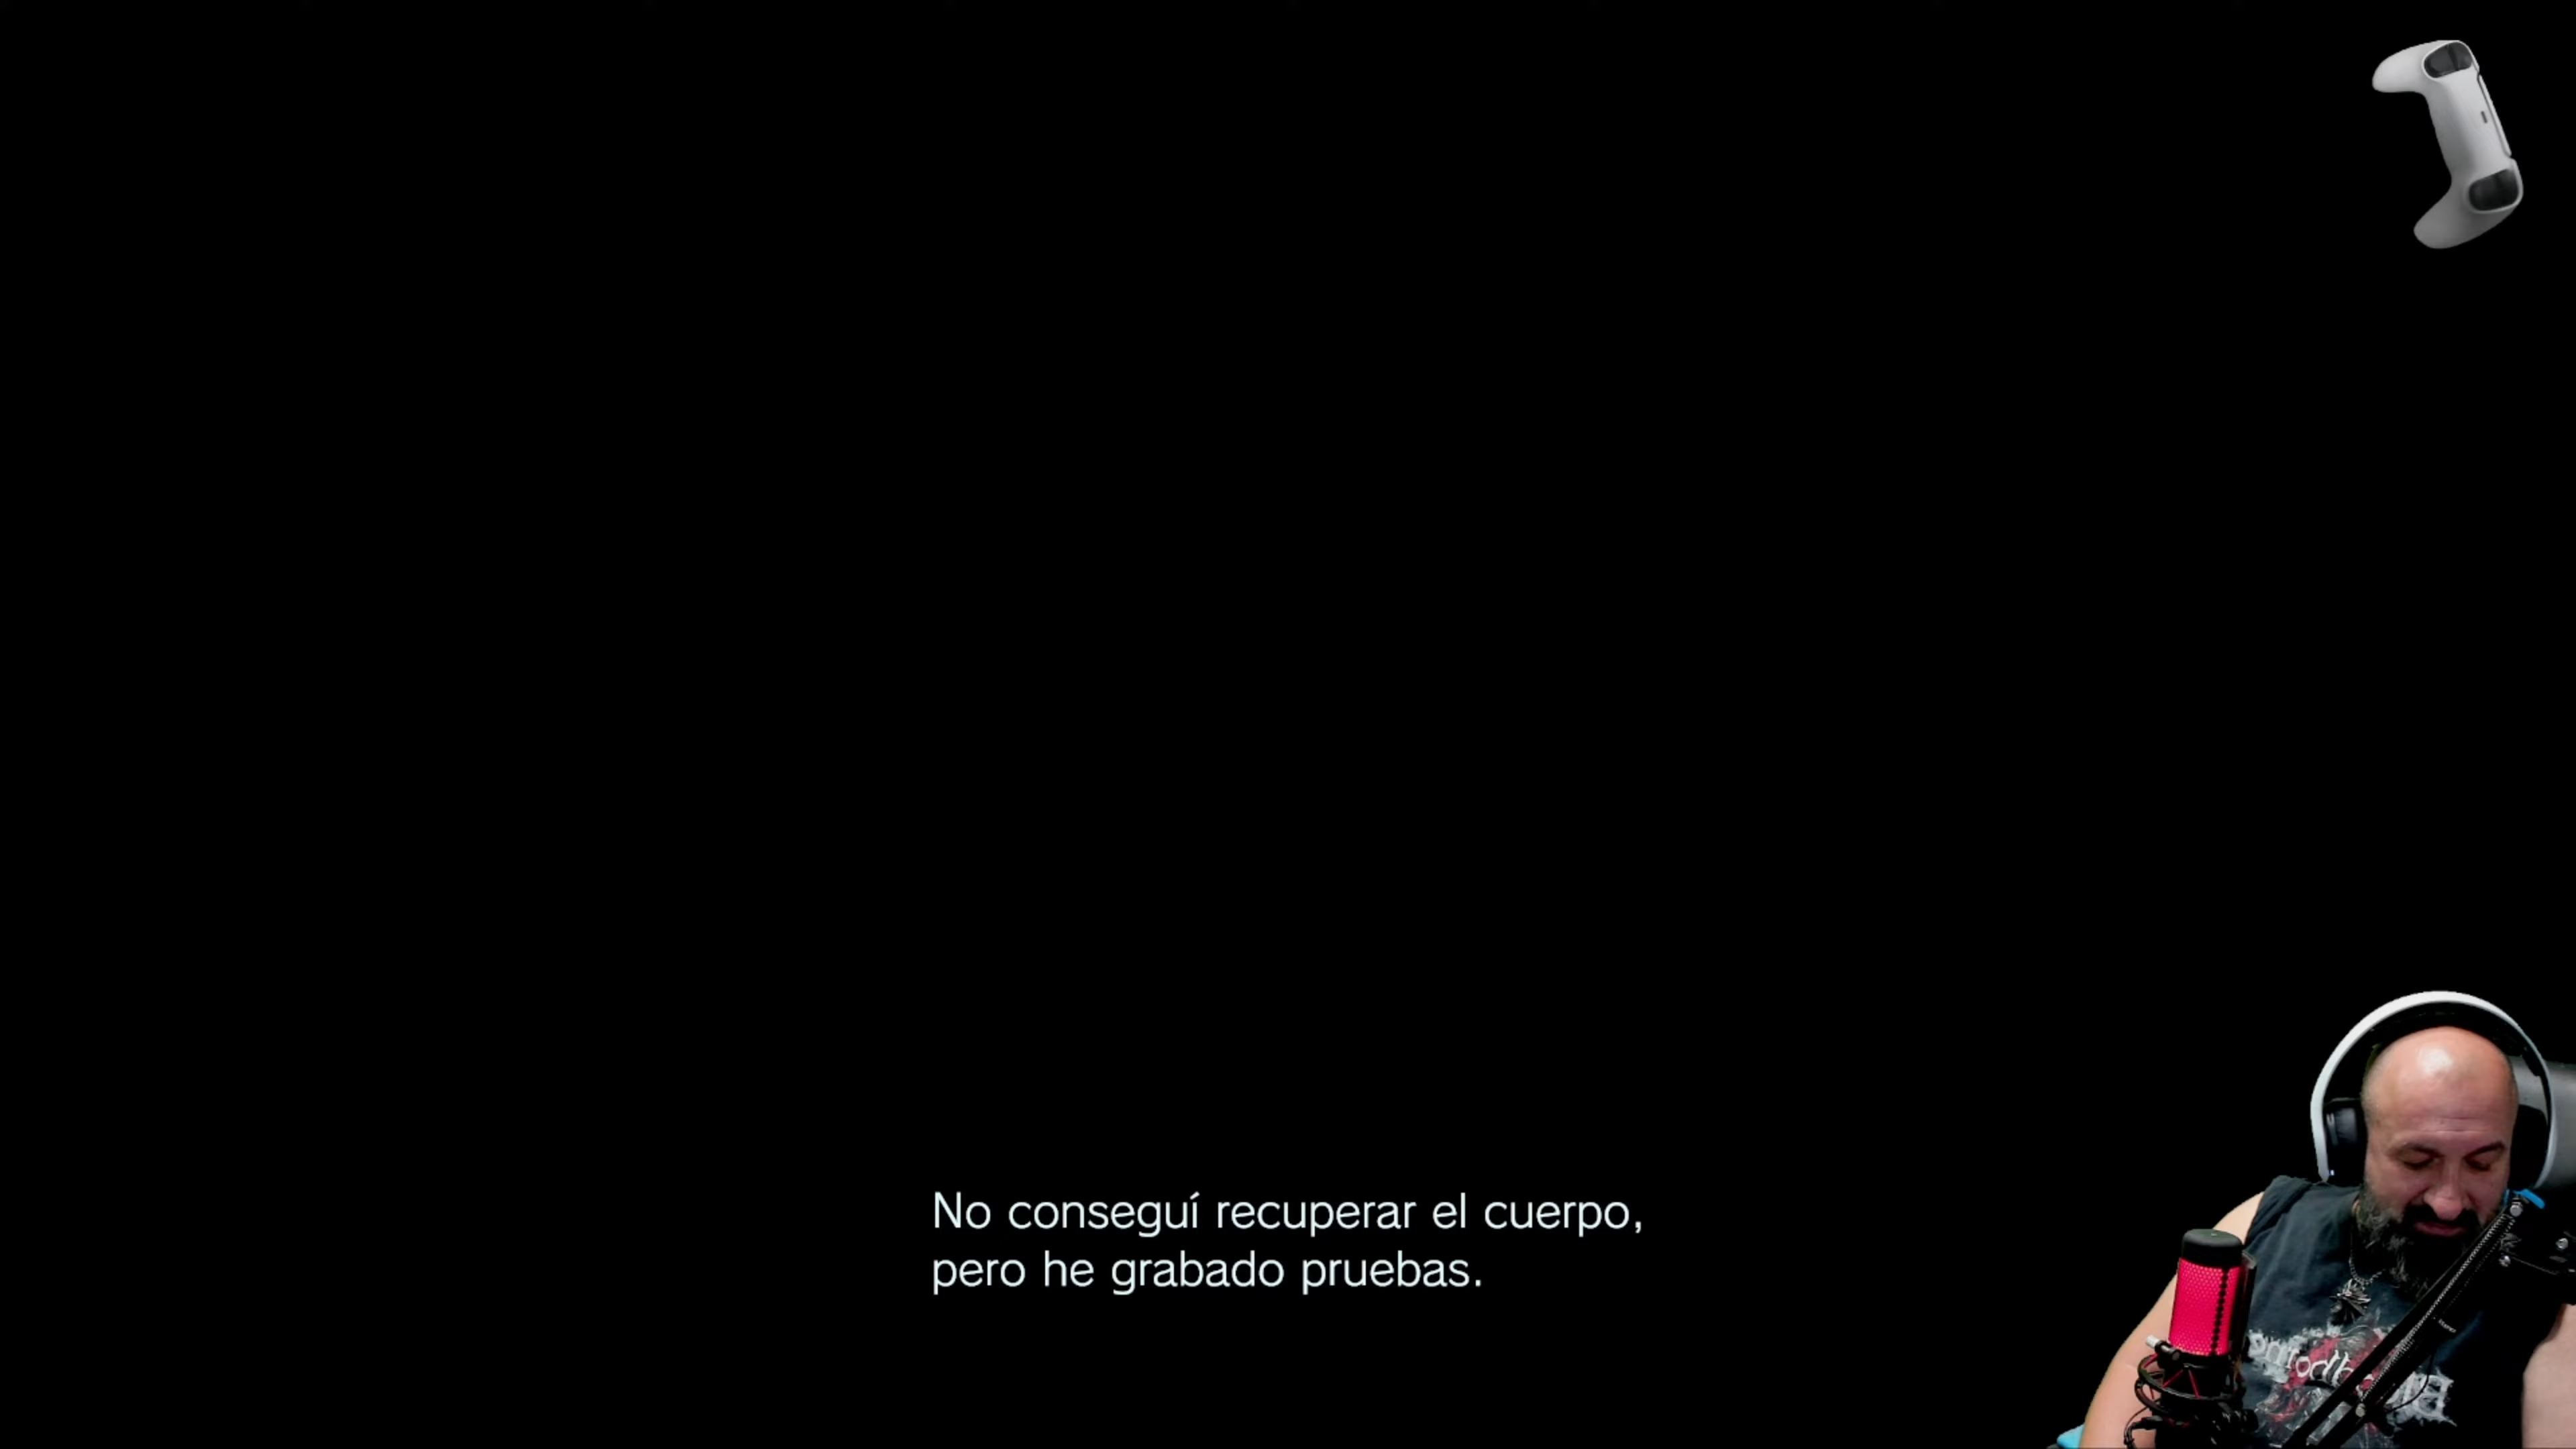 No conseguí recuperar el cuerpo,
pero he grabado pruebas.